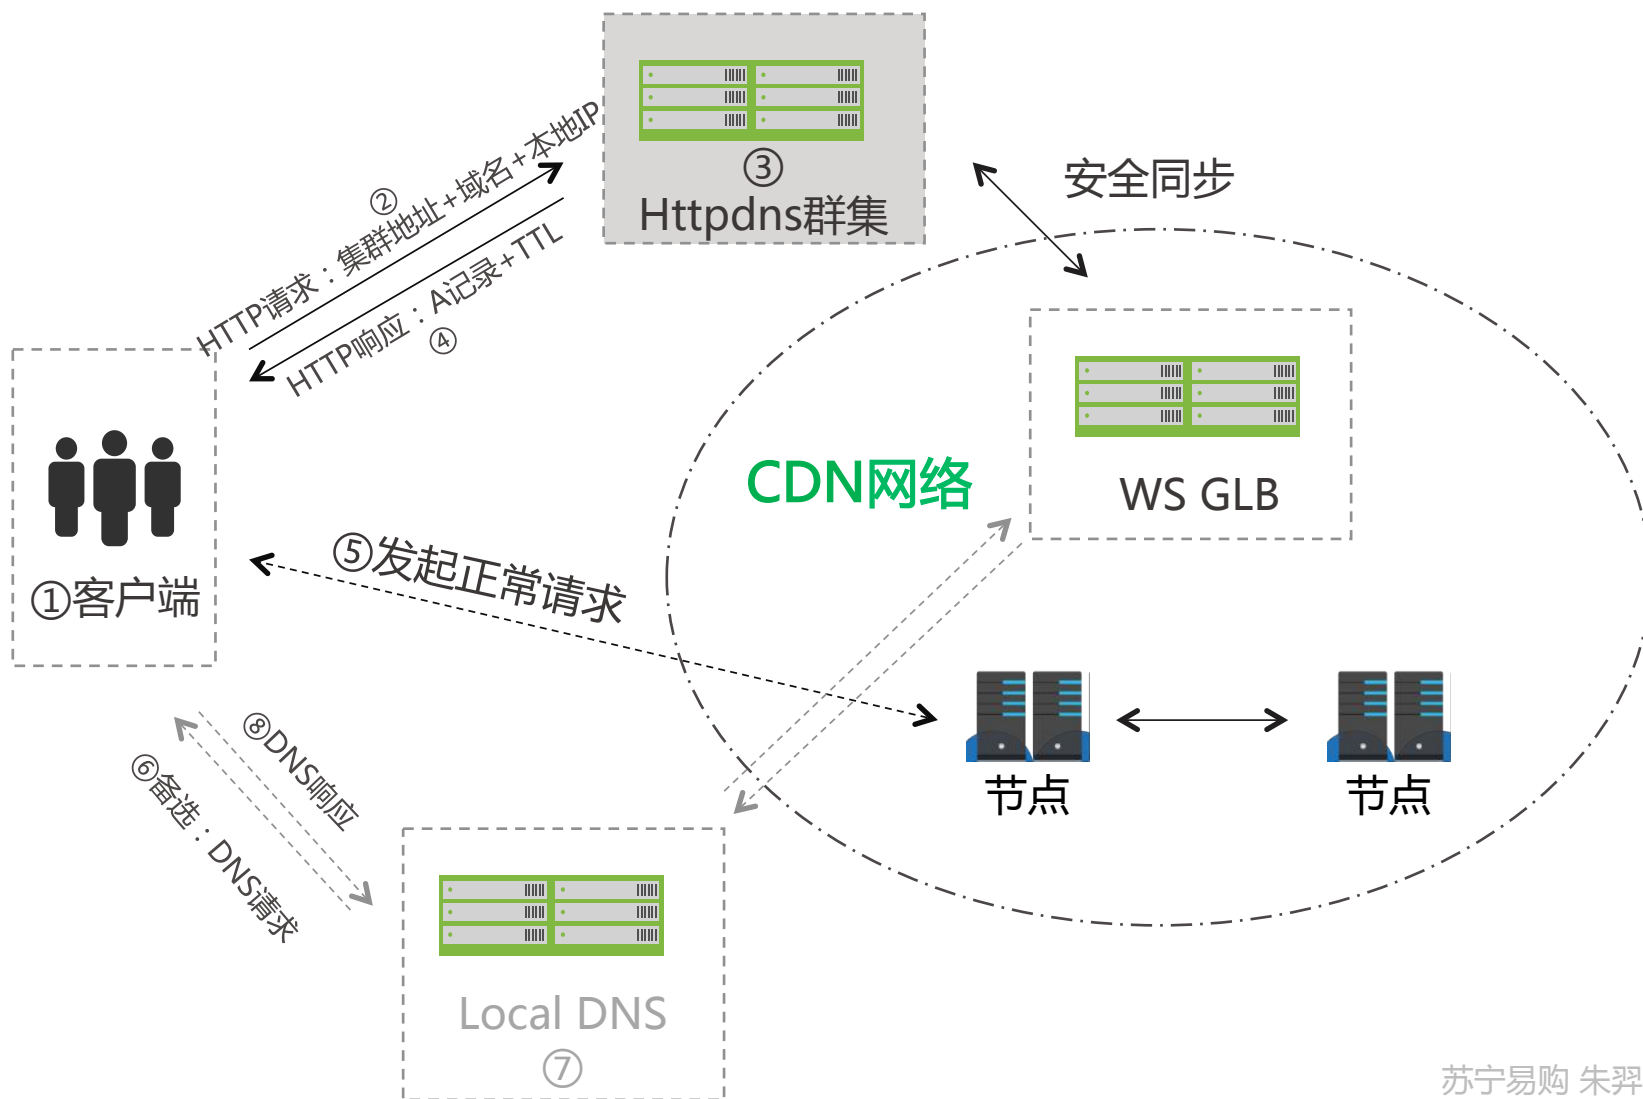 ③
Httpdns群集
安全同步
②
HTTP请求：集群地址+域名+本地IP
HTTP响应：A记录+TTL
④
CDN网络
WS GLB
①客户端
⑤发起正常请求
节点
节点
⑧DNS响应
⑥备选：DNS请求
Local DNS
⑦
苏宁易购 朱羿